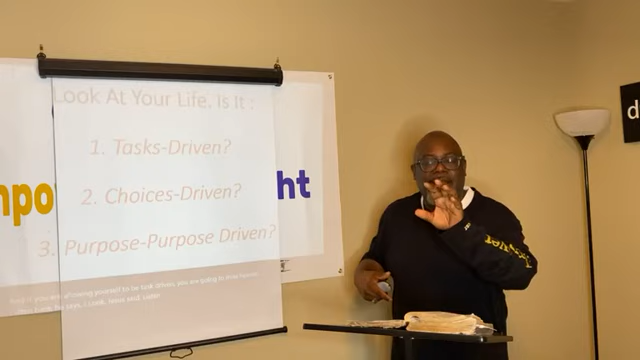 Look At Your Life, Is It :
1. Tasks-Driven?
2. Choices-Driven?
3. Purpose-Purpose Driven?
mpo
ht
d